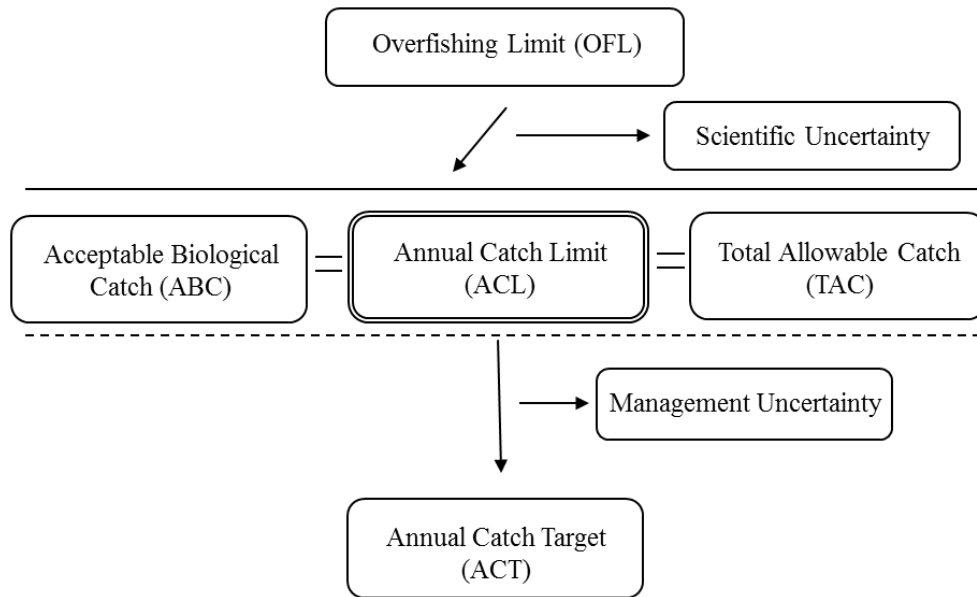 Overfishing Limit (OFL)
Scientific Uncertainty
Acceptable Biological
Catch (ABC)
=
Annual Catch Limit
(ACL)
=
Total Allowable Catch
(TAC)
Management Uncertainty
Annual Catch Target
(ACT)